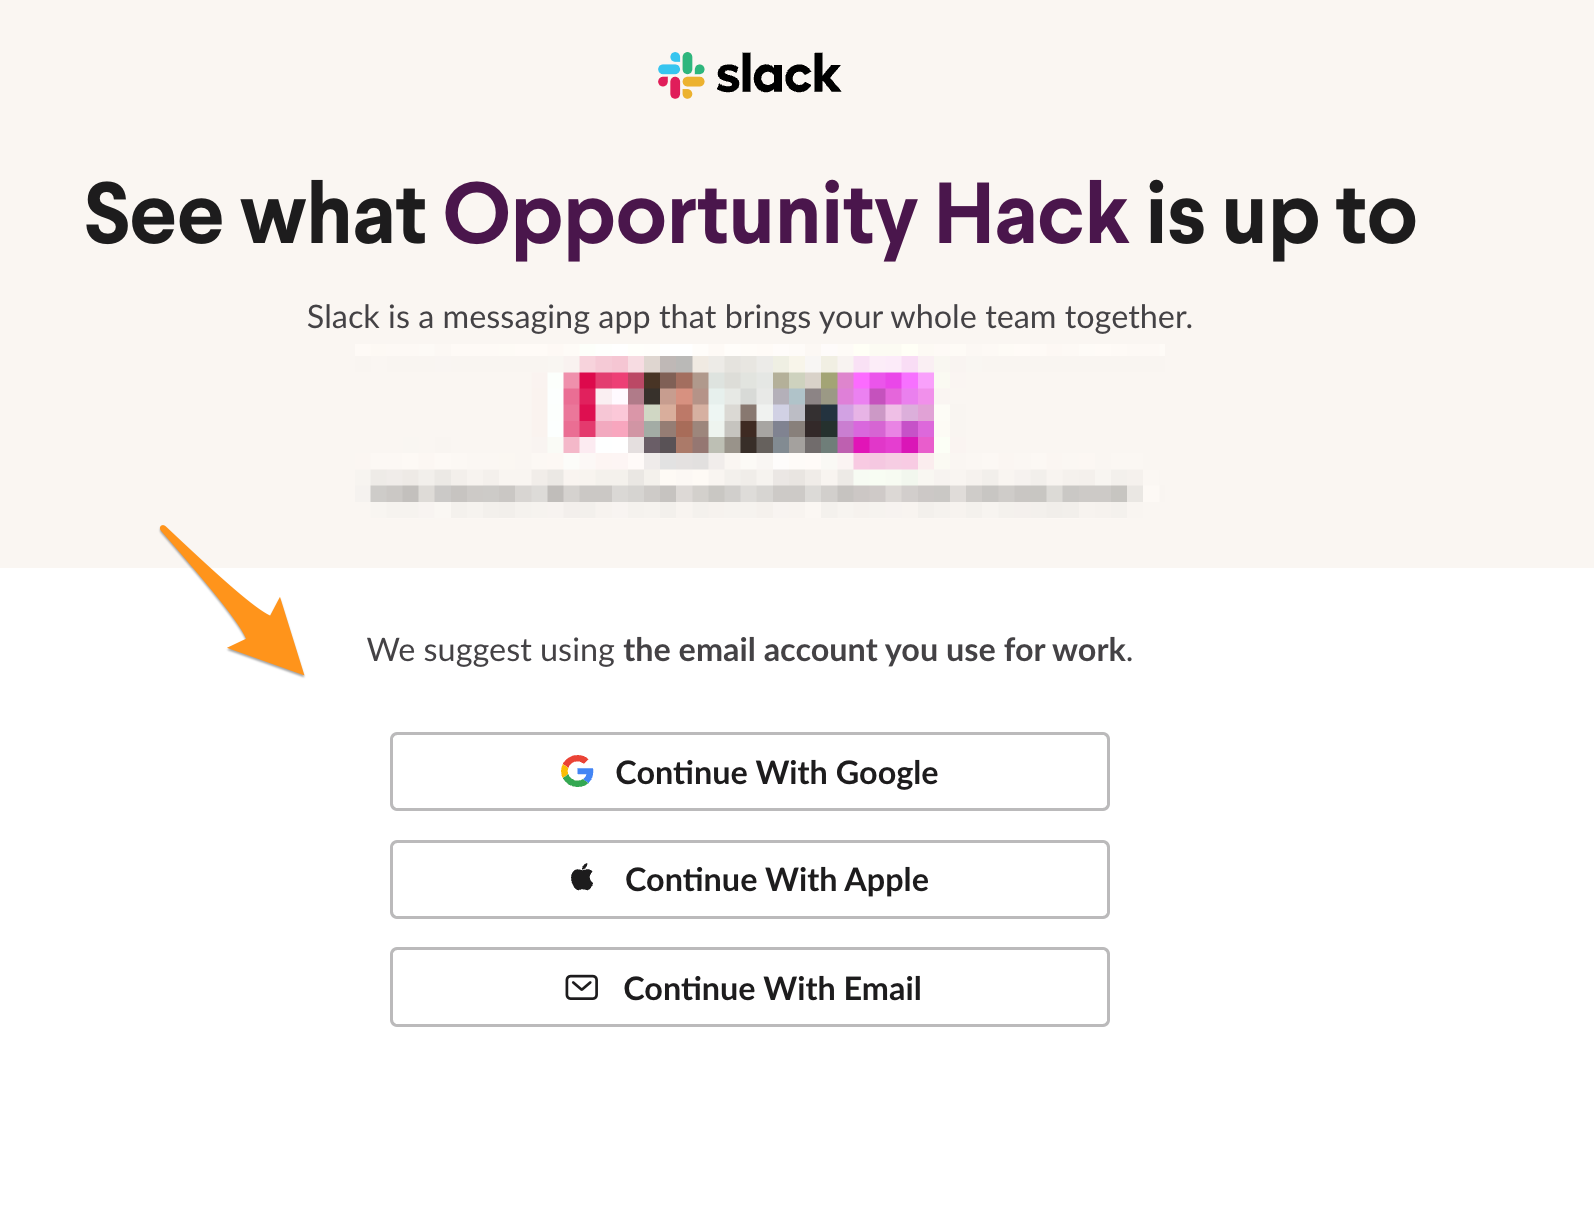 slack
See what Opportunity Hack is up to
Slack is a messaging app that brings your whole team together.
We suggest using the email account you use for work.
Continue With Google
Continue With Apple
Continue With Email